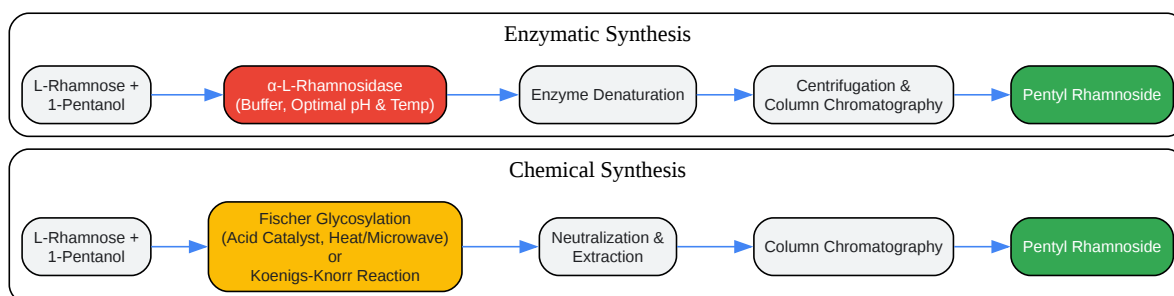 Enzymatic Synthesis
L-Rhamnose +
1-Pentanol
α-L-Rhamnosidase
(Buffer, Optimal pH & Temp)
Enzyme Denaturation
Centrifugation &
Column Chromatography
Pentyl Rhamnoside
Chemical Synthesis
L-Rhamnose +
1-Pentanol
Fischer Glycosylation
(Acid Catalyst, Heat/Microwave)
or
Koenigs-Knorr Reaction
Neutralization &
Extraction
Column Chromatography
Pentyl Rhamnoside